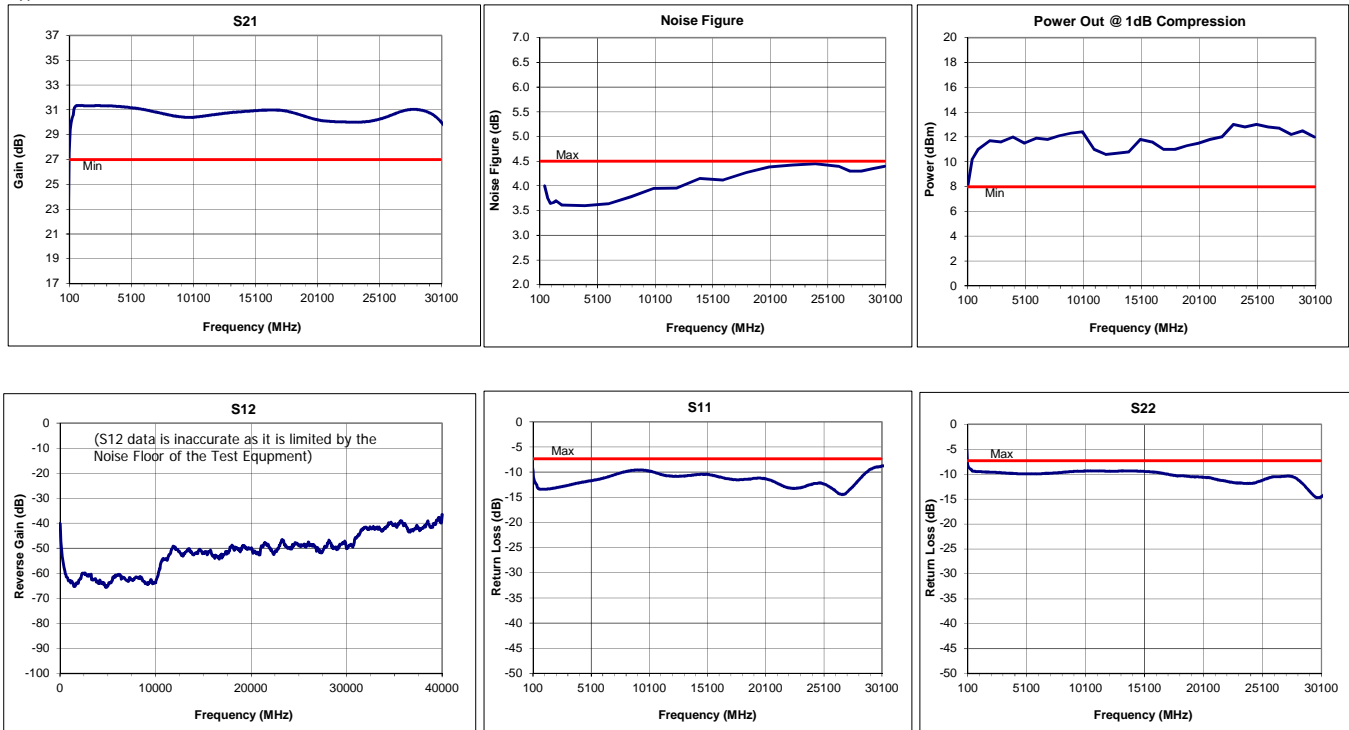 S21
37
35
33
31
29
27
25
23
21
19
17
Min
100 5100 10100 15100 20100 25100 30100
Gain (dB)
Frequency (MHz)
Noise Figure
7.0
6.5
6.0
5.5
5.0
4.5
4.0
3.5
3.0
2.5
2.0
Max
100 5100 10100 15100 20100 25100 30100
Noise Figure (dB)
Frequency (MHz)
Power Out @ 1dB Compression
20
18
16
14
12
10
8
6
4
2
0
Min
100 5100 10100 15100 20100 25100 30100
Power (dBm)
Frequency (MHz)
S12
(S12 data is inaccurate as it is limited by the
Noise Floor of the Test Equpment)
0
-10
-20
-30
-40
-50
-60
-70
-80
-90
-100
0 10000 20000 30000 40000
Reverse Gain (dB)
Frequency (MHz)
S11
0
-5
-10
-15
-20
-25
-30
-35
-40
-45
-50
Max
100 5100 10100 15100 20100 25100 30100
Return Loss (dB)
Frequency (MHz)
S22
0
-5
-10
-15
-20
-25
-30
-35
-40
-45
-50
Max
100 5100 10100 15100 20100 25100 30100
Return Loss (dB)
Frequency (MHz)